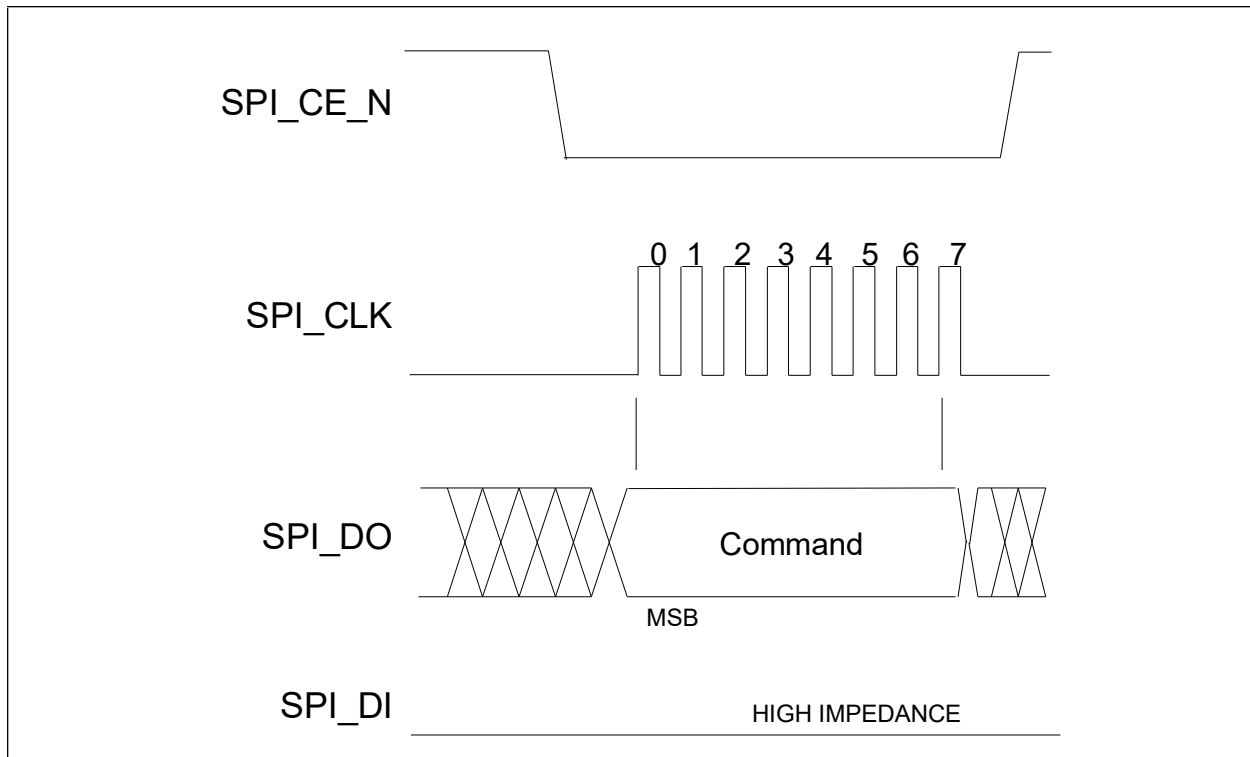 SPI_CE_N
0 1 2 3 4 5 6 7
SPI_CLK
SPI_DO
Command
MSB
SPI_DI
HIGH IMPEDANCE